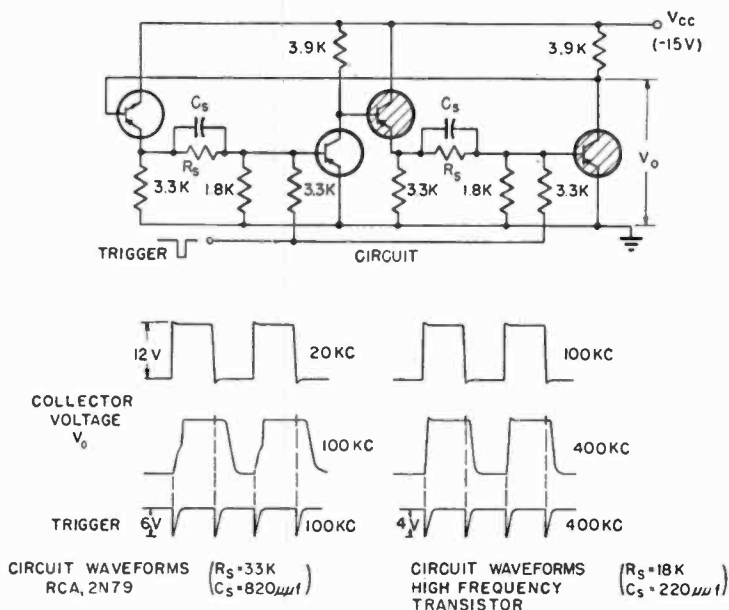 VCC
(-15V)
3.9K
3.9K
CS
CS
RS
RS
VO
3.3K
1.8K
3.3K
3.3K
1.8K
3.3K
TRIGGER
CIRCUIT
12V
20KC
100KC
COLLECTOR
VOLTAGE
VO
100KC
400KC
TRIGGER
6V
100KC
4V
400KC
CIRCUIT WAVEFORMS
RCA, 2N79
(RS=33K
CS=820μμf)
CIRCUIT WAVEFORMS
HIGH FREQUENCY
TRANSISTOR
(RS=18K
CS=220μμf)